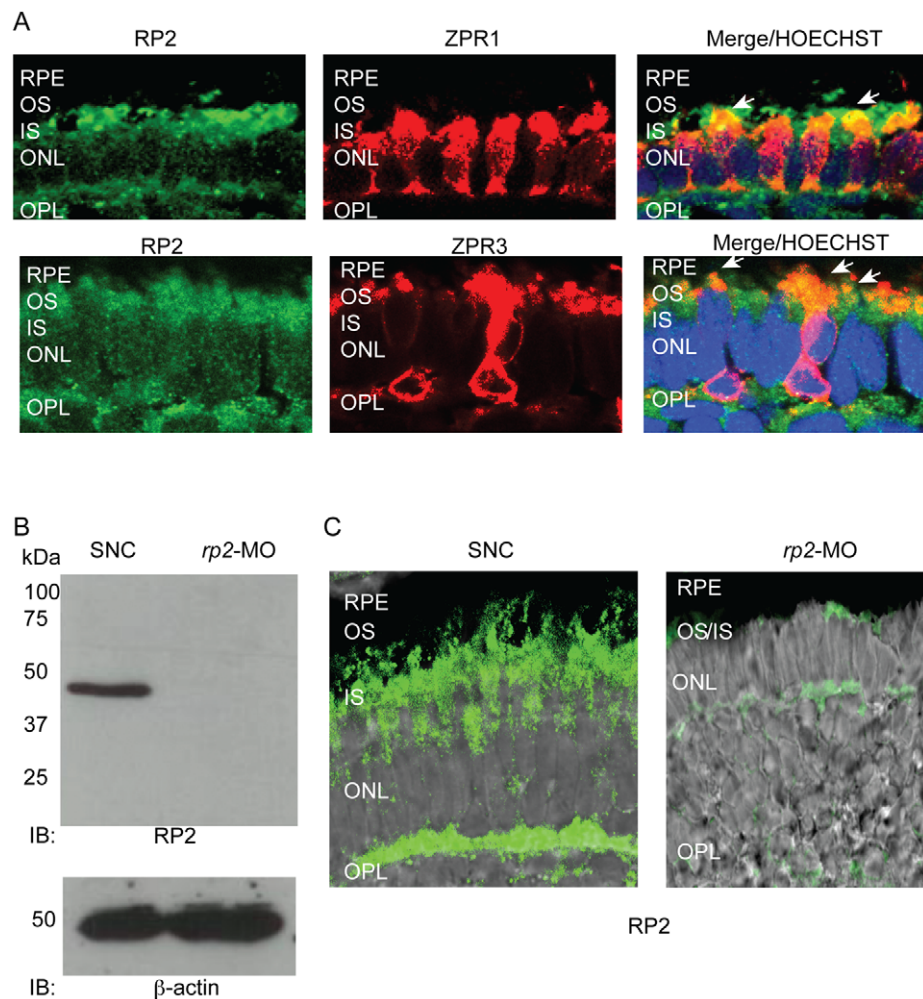 A
RP2 ZPR1 Merge/HOECHST
RPE RPE RPE
OS OS OS
IS IS IS
ONL ONL ONL
OPL OPL OPL
RP2 ZPR3 Merge/HOECHST
RPE RPE RPE
OS OS OS
IS IS IS
ONL ONL ONL
OPL OPL OPL
B
kDa SNC rp2-MO
100
75
50
37
25
IB: RP2
50
IB: β-actin
C
SNC rp2-MO
RPE RPE
OS OS/IS
IS
ONL ONL
OPL OPL
RP2